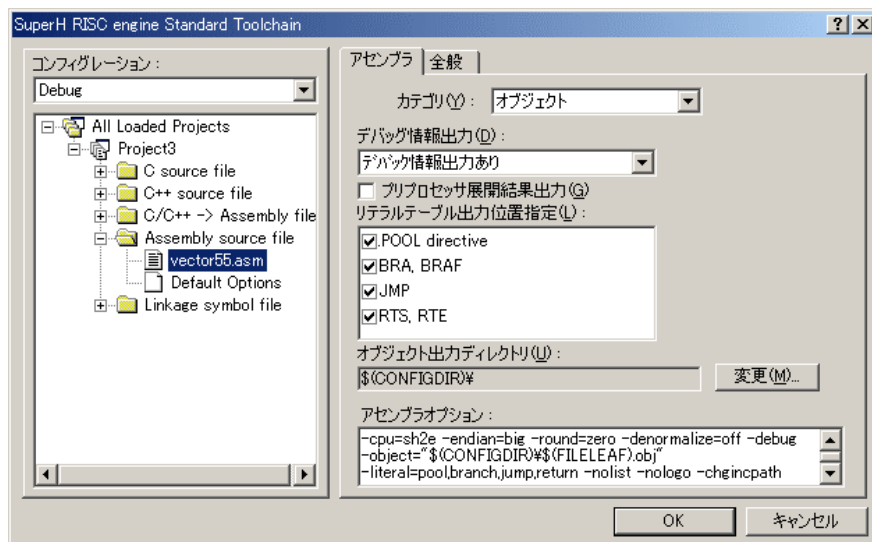 SuperH RISC engine Standard Toolchain
コンフィグレーション :
Debug
All Loaded Projects
Project3
C source file
C++ source file
C/C++ -> Assembly file
Assembly source file
vector55.asm
Default Options
Linkage symbol file
アセンブラ 全般
カテゴリ(Y) : オブジェクト
デバッグ情報出力(D) :
デバッグ情報出力あり
プリプロセッサ展開結果出力(G)
リテラルテーブル出力位置指定(L) :
.POOL directive
BRA, BRAF
JMP
RTS, RTE
オブジェクト出力ディレクトリ(U) :
$(CONFIGDIR)¥
変更(M)...
アセンブラオプション :
-cpu=sh2e -endian=big -round=zero -denormalize=off -debug
-object="$(CONFIGDIR)¥$(FILELEAF).obj"
-literal=pool,branch,jump,return -nolist -nologo -chgincpath
OK キャンセル